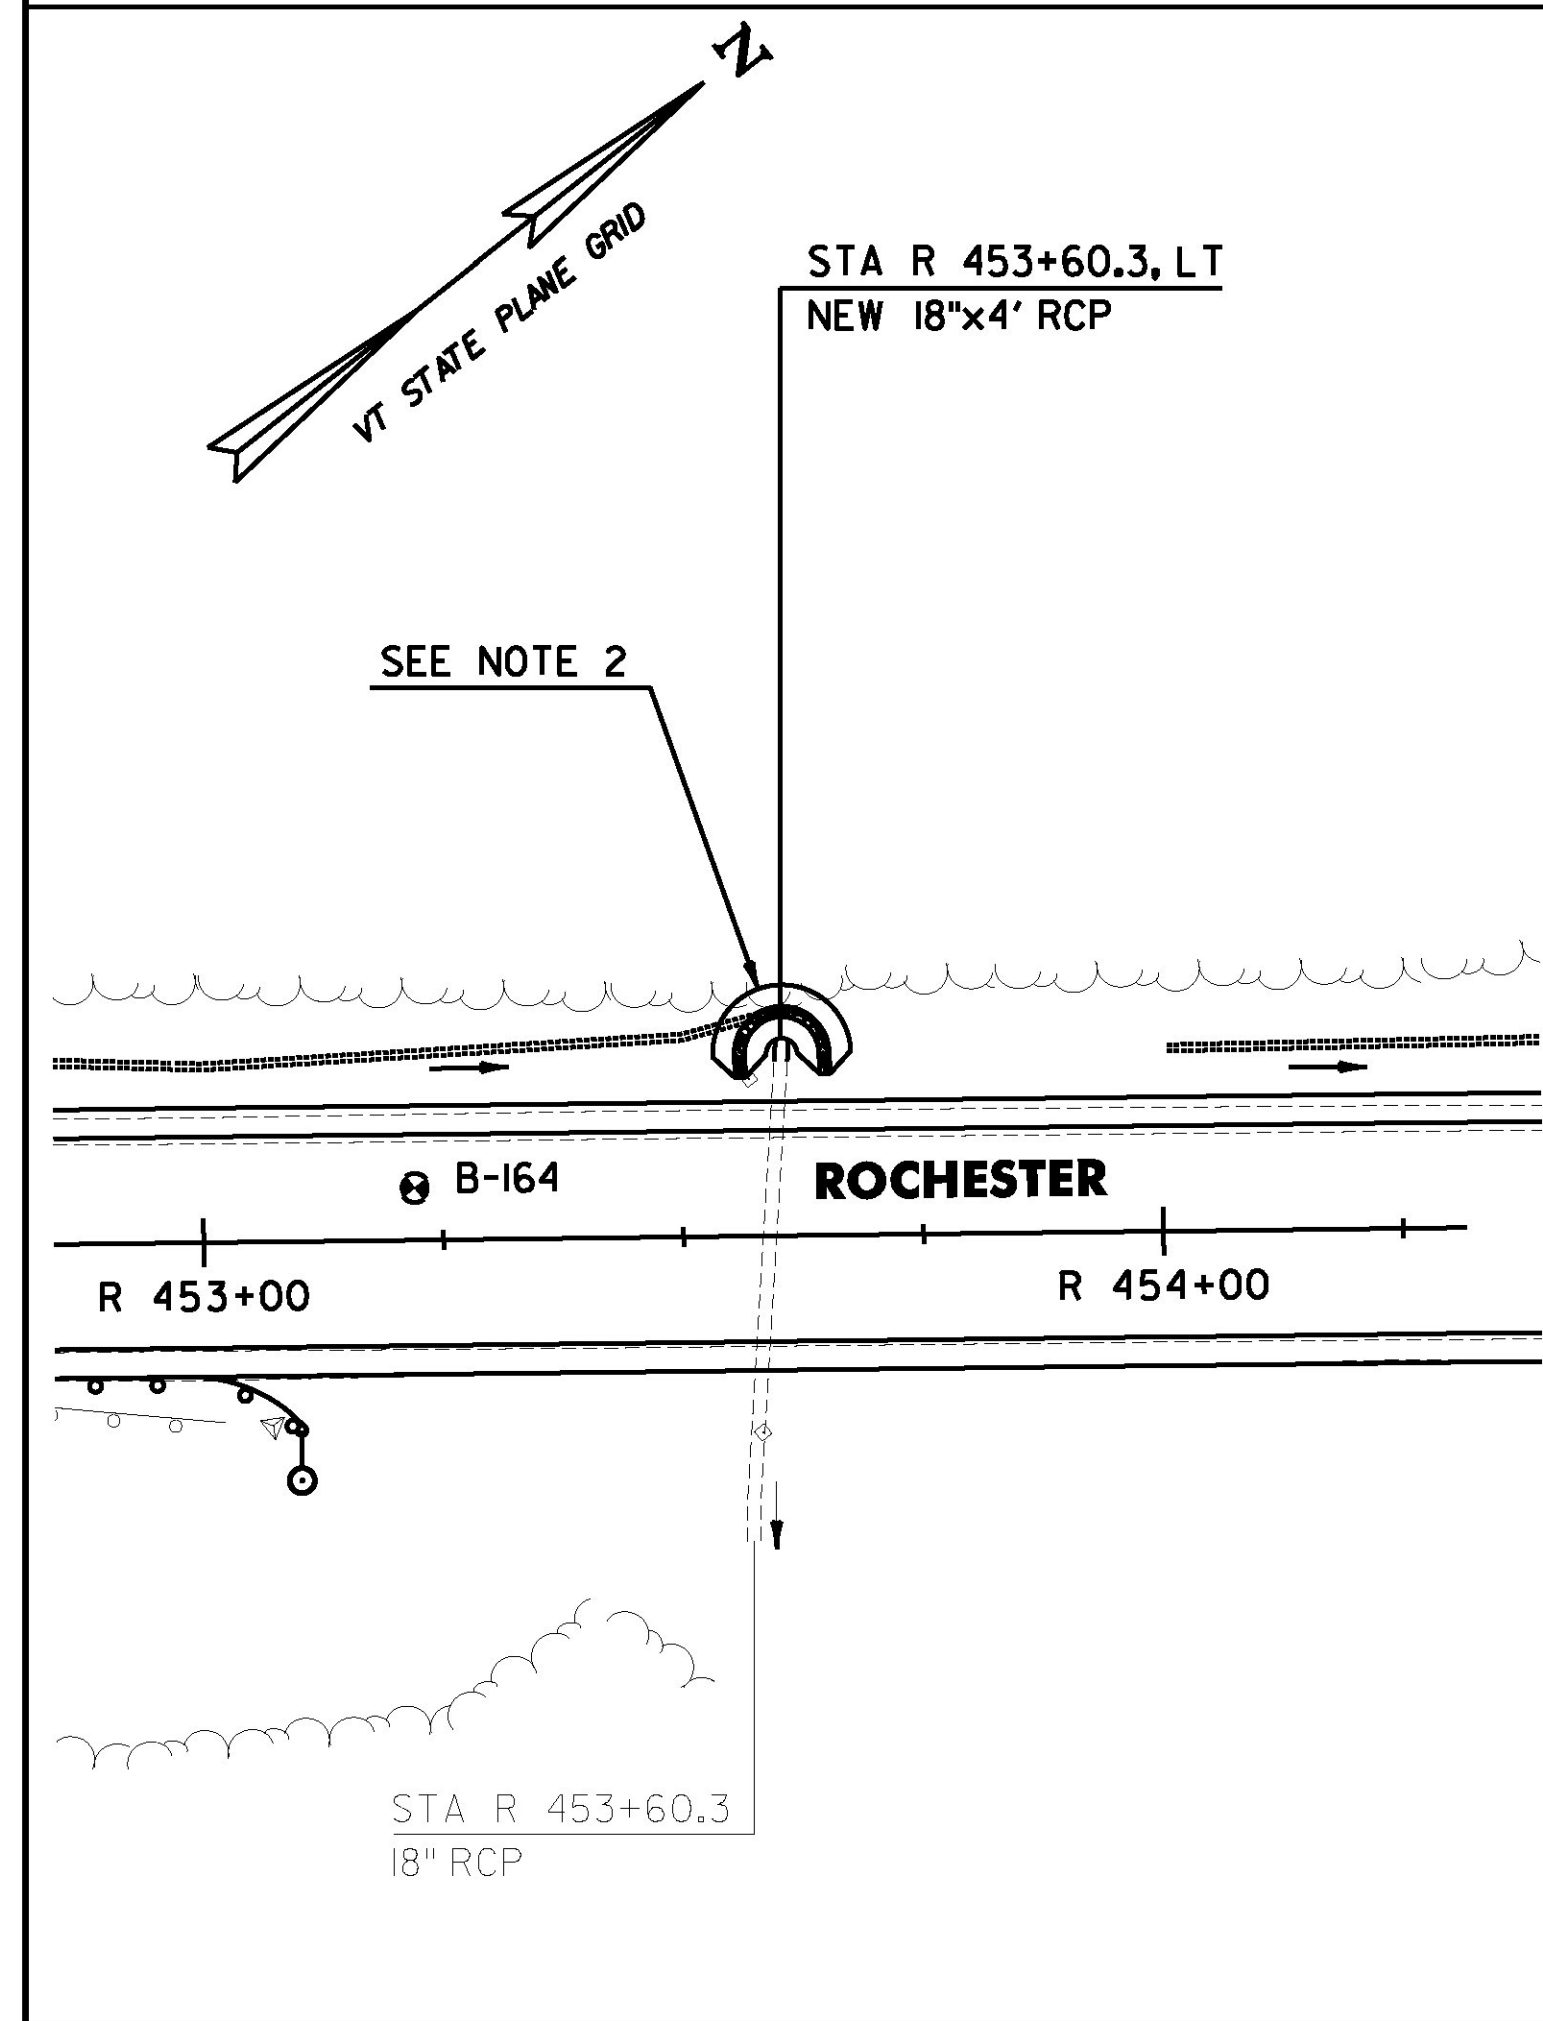 N
VT STATE PLANE GRID
STA R 453+60.3, LT
NEW 18"x4' RCP
SEE NOTE 2
B-164
ROCHESTER
R 453+00
R 454+00
STA R 453+60.3
18" RCP